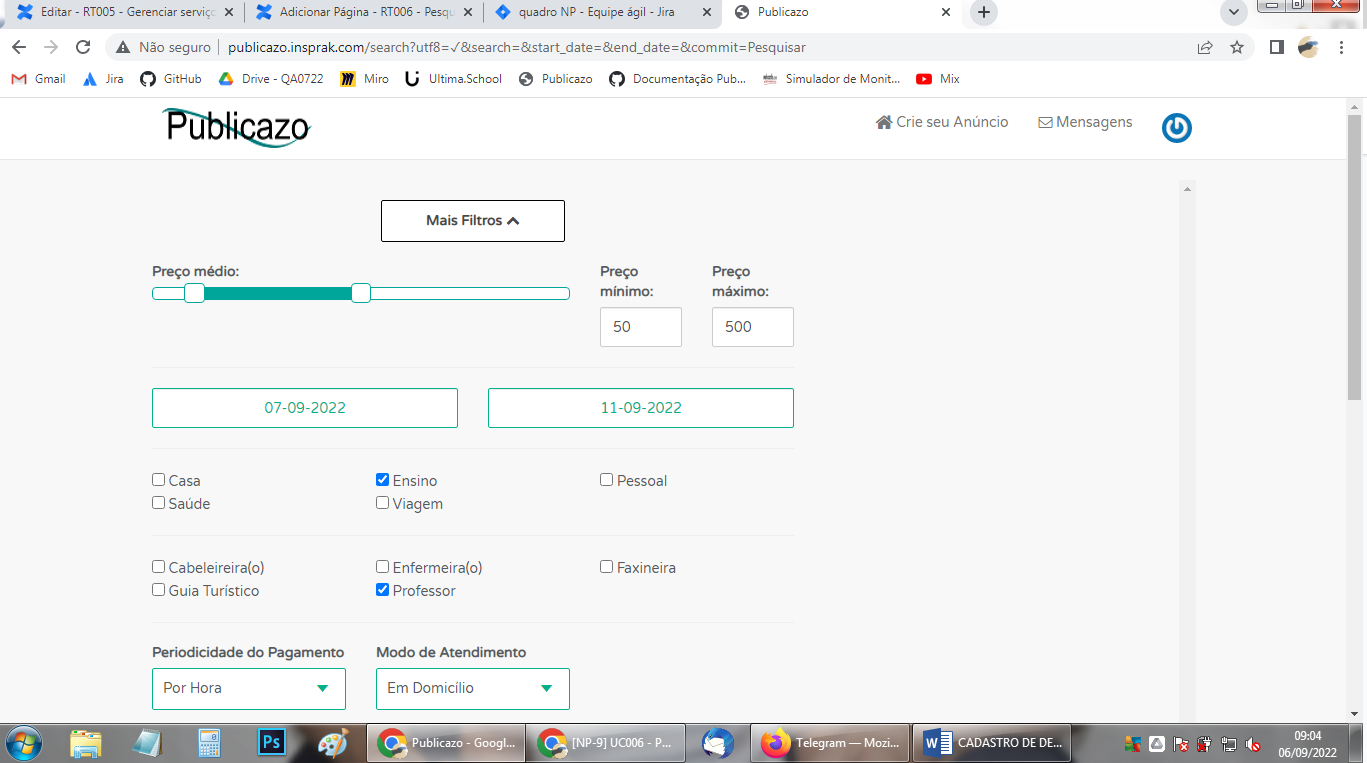 Editar - RT005 - Gerenciar serviço
Adicionar Página - RT006 - Pesqu
quadro NP - Equipe ágil - Jira
Publicazo
Não seguro
publicazo.insprak.com/search?utf8=✓&search=&start_date=&end_date=&commit=Pesquisar
Gmail
Jira
GitHub
Drive - QA0722
Miro
Ultima.School
Publicazo
Documentação Pub...
Simulador de Monit...
Mix
Publicazo
Crie seu Anúncio
Mensagens
Mais Filtros
Preço médio:
Preço
mínimo:
Preço
máximo:
50
500
07-09-2022
11-09-2022
Casa
Ensino
Pessoal
Saúde
Viagem
Cabeleireira(o)
Enfermeira(o)
Faxineira
Guia Turístico
Professor
Periodicidade do Pagamento
Modo de Atendimento
Por Hora
Em Domicílio
Ps
Publicazo - Googl...
[NP-9] UC006 - P...
Telegram — Mozi...
W
CADASTRO DE DE...
09:04
06/09/2022